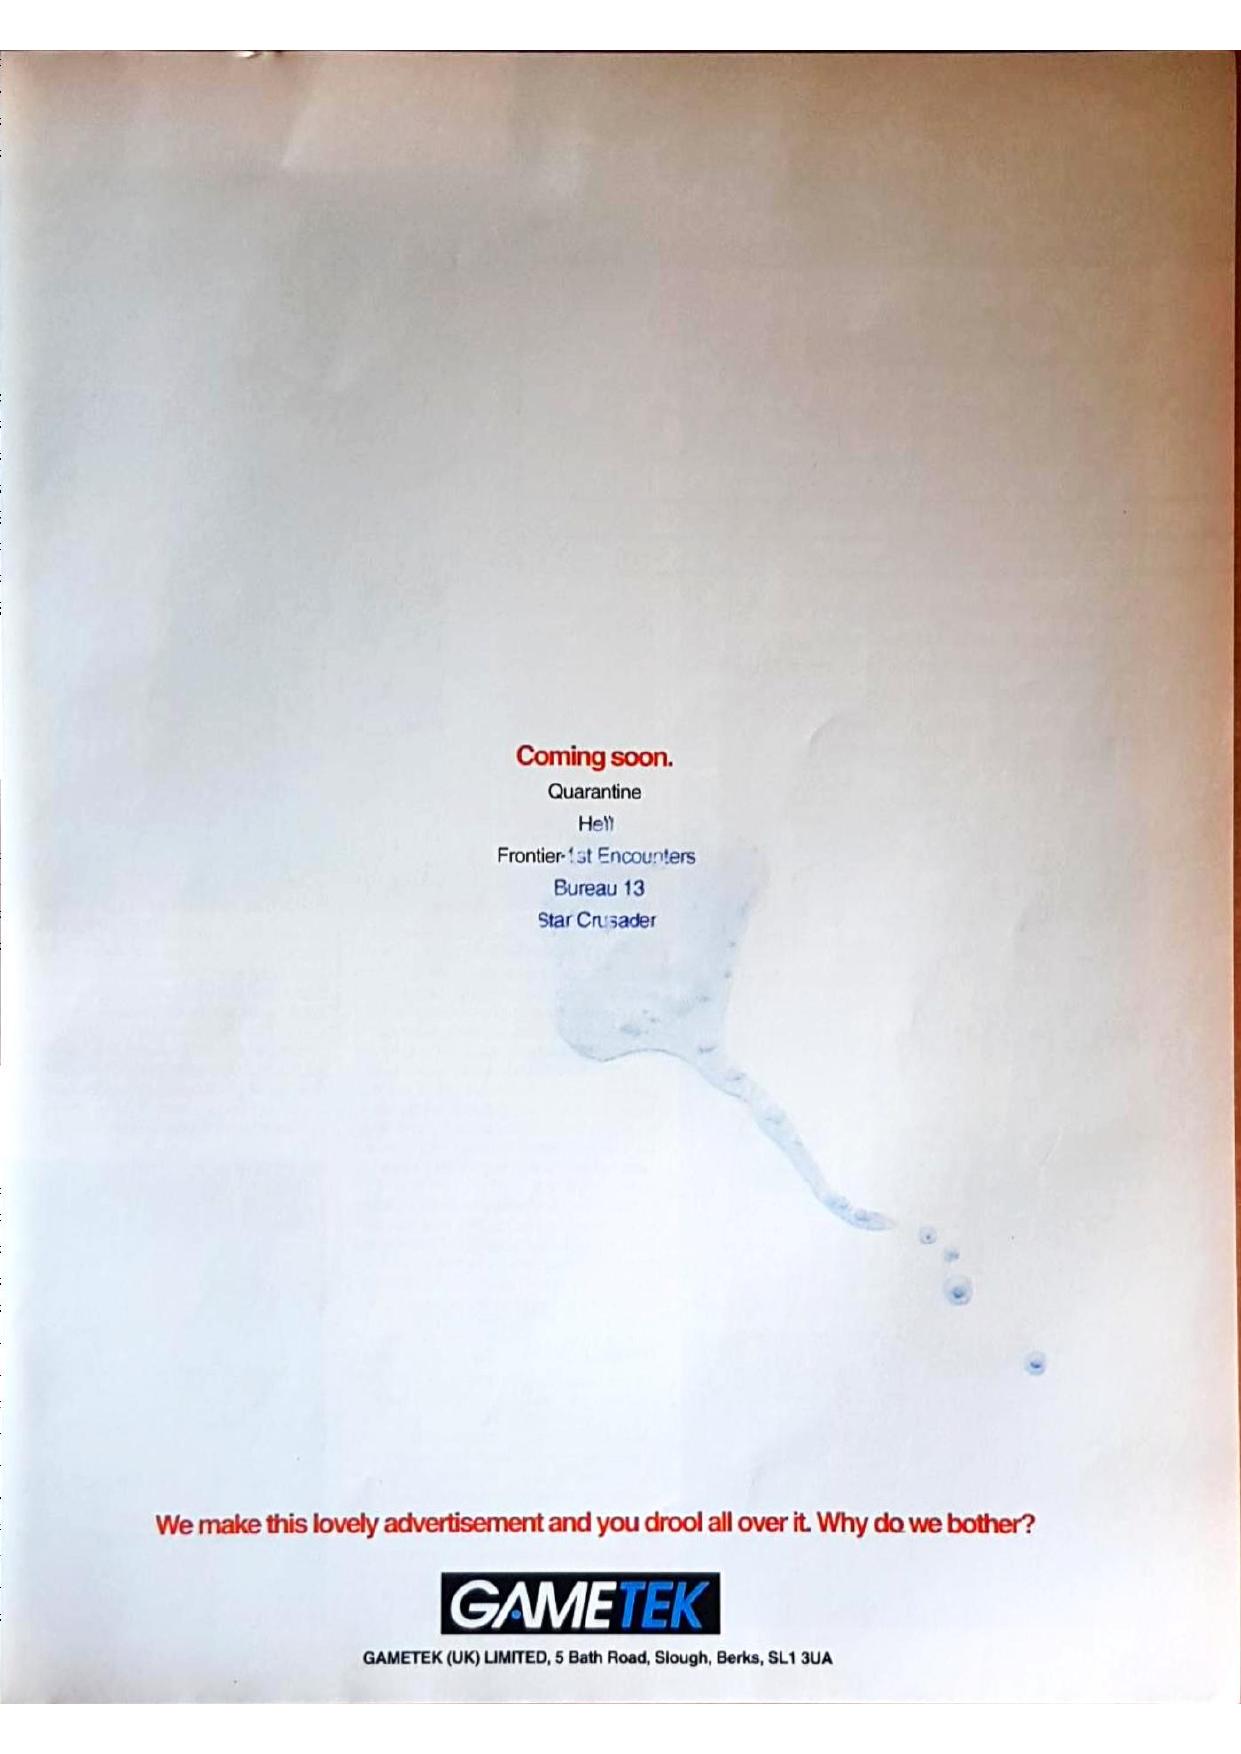 Coming soon.
Quarantine
Hell
Frontier-1st Encounters
Bureau 13
Star Crusader
We make this lovely advertisement and you drool all over it. Why do we bother?
GAMETEK
GAMETEK (UK) LIMITED, 5 Bath Road, Slough, Berks, SL1 3UA